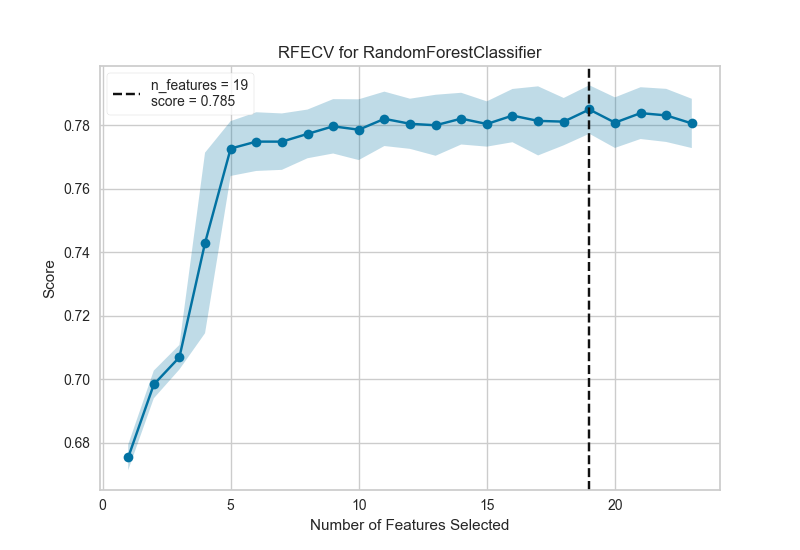 RFECV for RandomForestClassifier
n_features = 19
score = 0.785
0.78
0.76
0.74
0.72
0.70
0.68
Score
0 5 10 15 20
Number of Features Selected